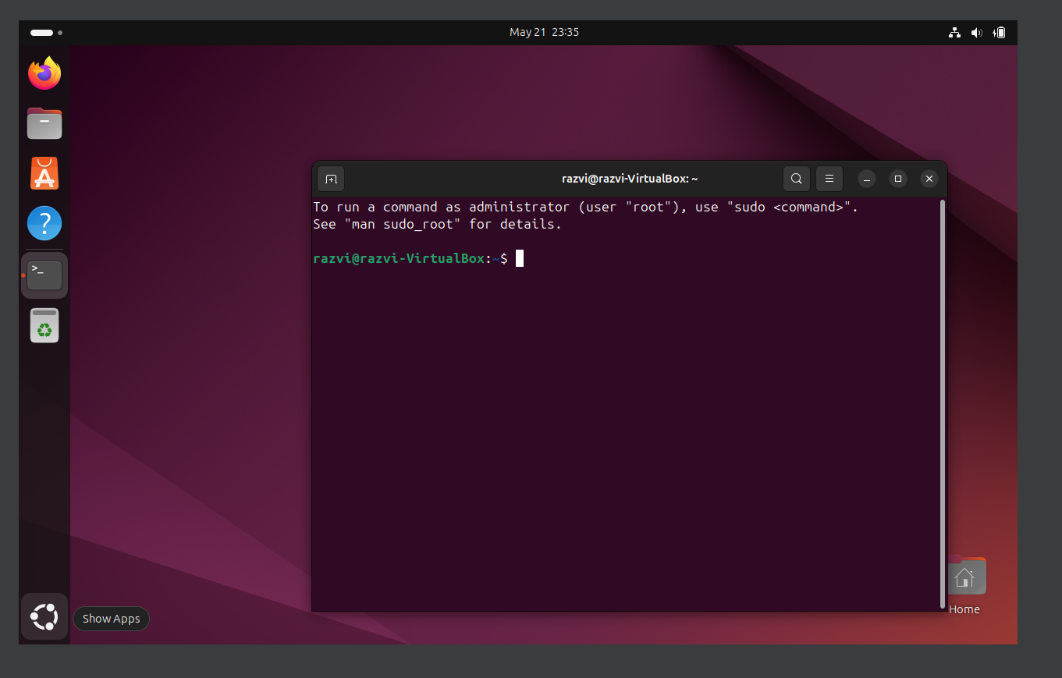 May 21 23:35
razvi@razvi-VirtualBox: ~
To run a command as administrator (user "root"), use "sudo <command>".
See "man sudo_root" for details.
razvi@razvi-VirtualBox:~$
Home
Show Apps